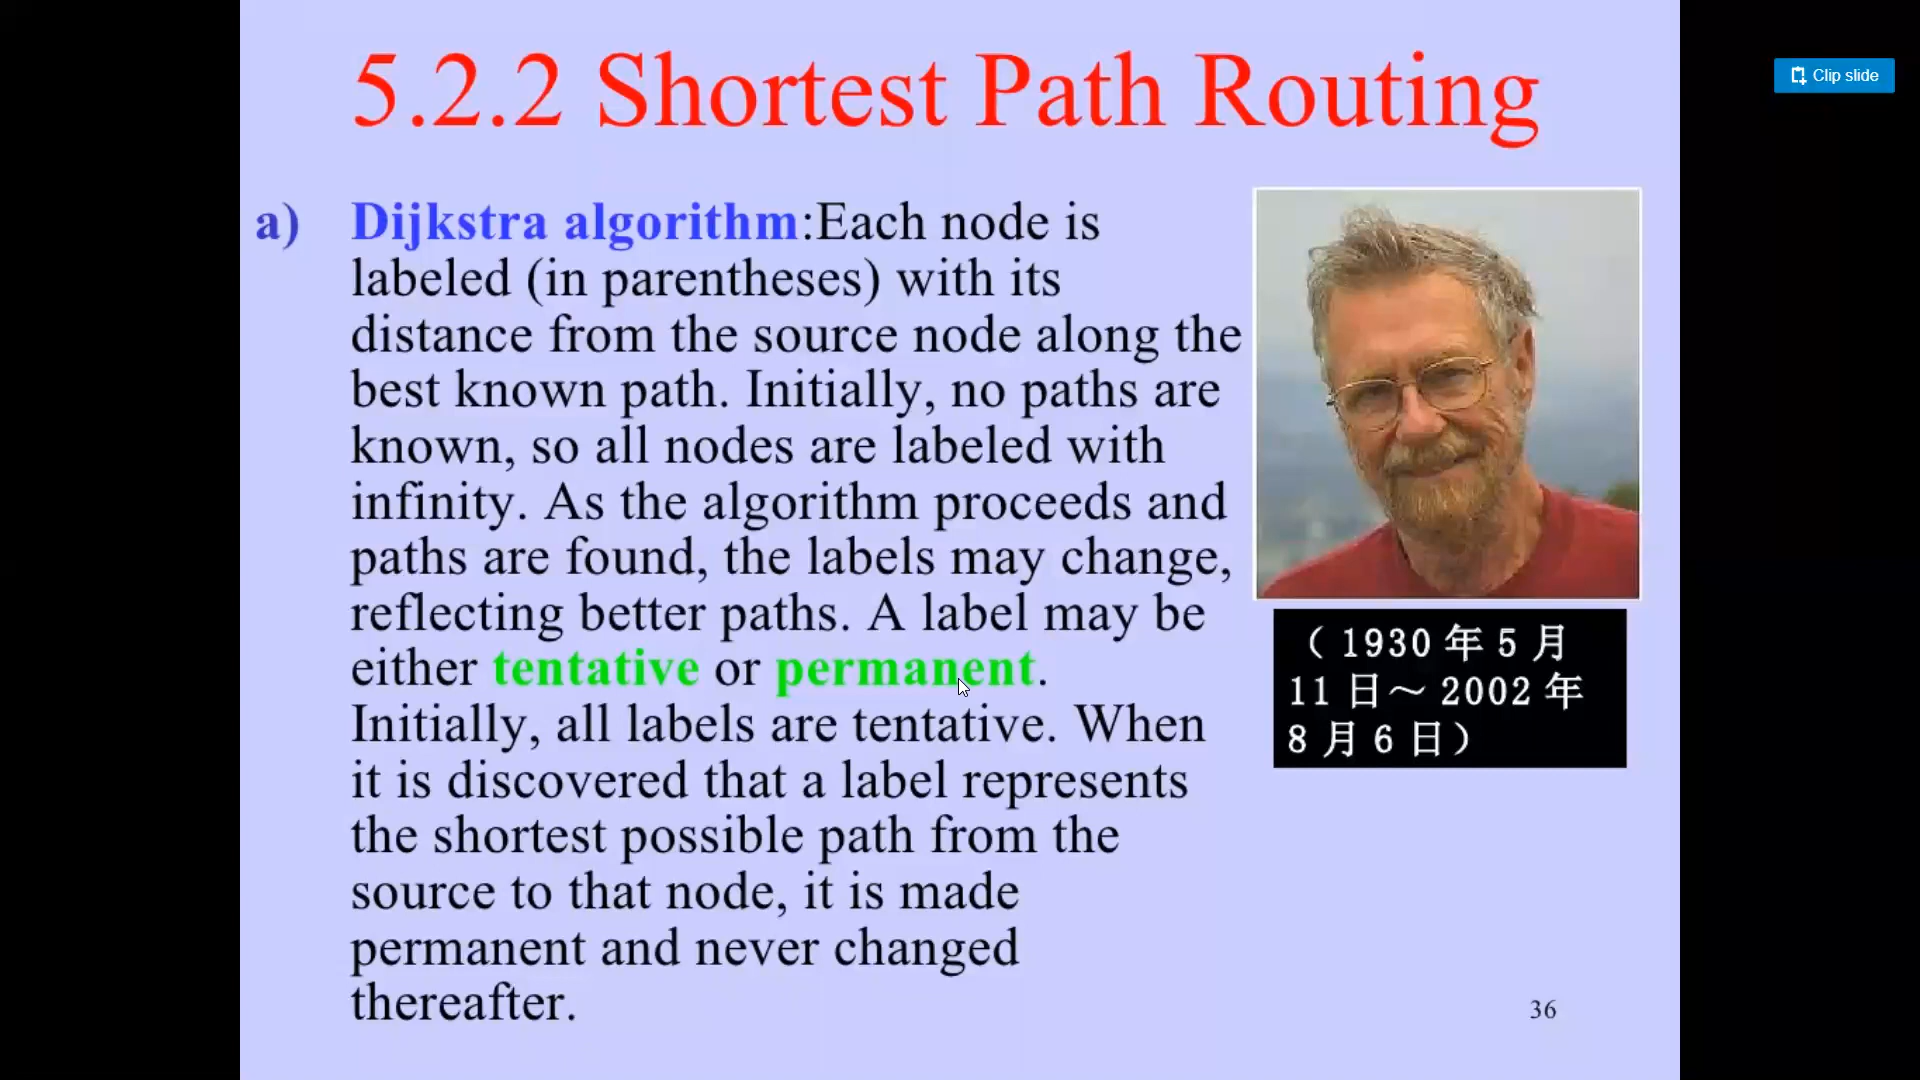 5.2.2 Shortest Path Routing
Clip slide
a) Dijkstra algorithm:Each node is
labeled (in parentheses) with its
distance from the source node along the
best known path. Initially, no paths are
known, so all nodes are labeled with
infinity. As the algorithm proceeds and
paths are found, the labels may change,
reflecting better paths. A label may be
either tentative or permanent.
Initially, all labels are tentative. When
it is discovered that a label represents
the shortest possible path from the
source to that node, it is made
permanent and never changed
thereafter.
（1930 年 5 月
11 日～ 2002 年
8 月 6 日）
36